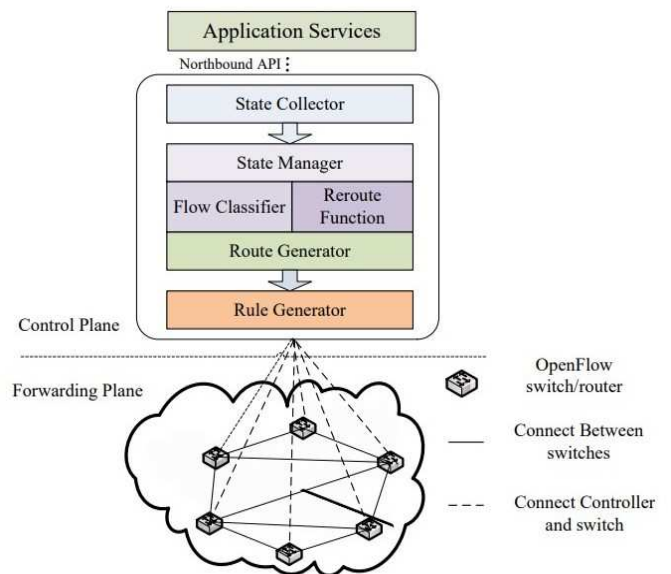 Application Services
Northbound API
State Collector
State Manager
Flow Classifier
Reroute
Function
Route Generator
Rule Generator
Control Plane
Forwarding Plane
OpenFlow
switch/router
Connect Between
switches
Connect Controller
and switch